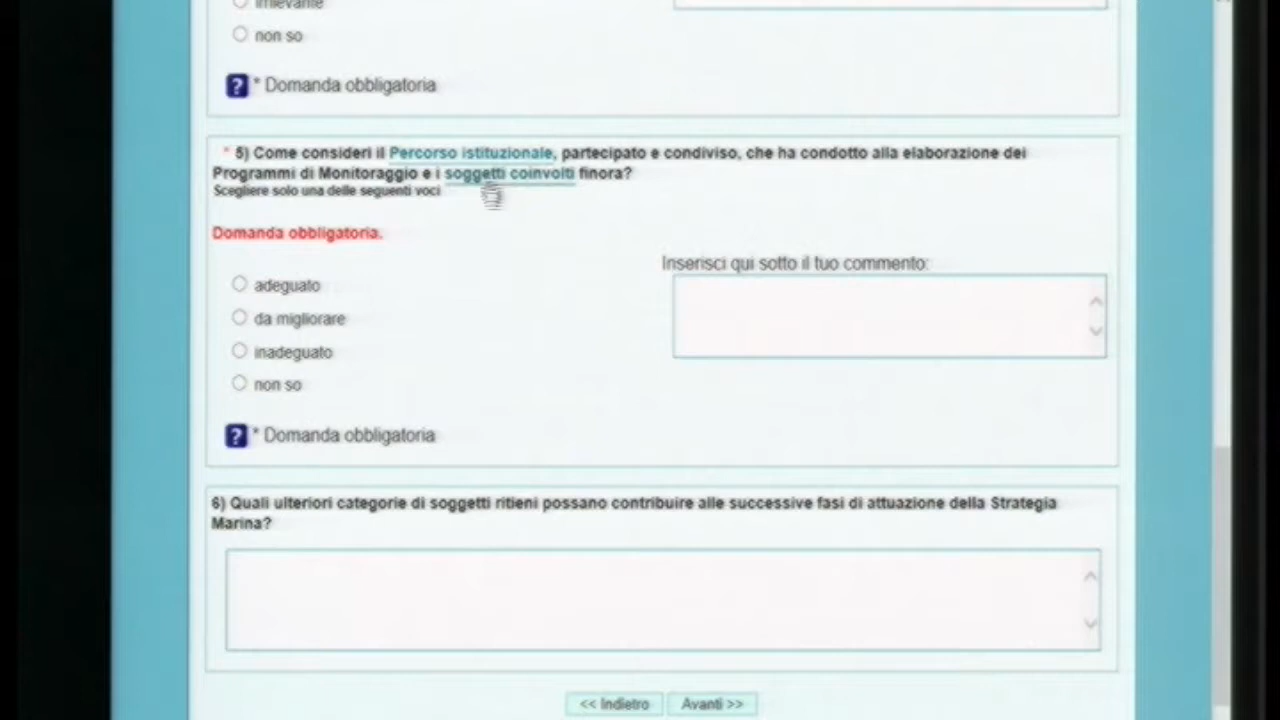 irrilevante
non so
? * Domanda obbligatoria
* 5) Come consideri il Percorso istituzionale, partecipato e condiviso, che ha condotto alla elaborazione dei
Programmi di Monitoraggio e i soggetti coinvolti finora?
Scegliere solo una delle seguenti voci
Domanda obbligatoria.
Inserisci qui sotto il tuo commento:
adeguato
da migliorare
inadeguato
non so
? * Domanda obbligatoria
6) Quali ulteriori categorie di soggetti ritieni possano contribuire alle successive fasi di attuazione della Strategia
Marina?
<< Indietro
Avanti >>